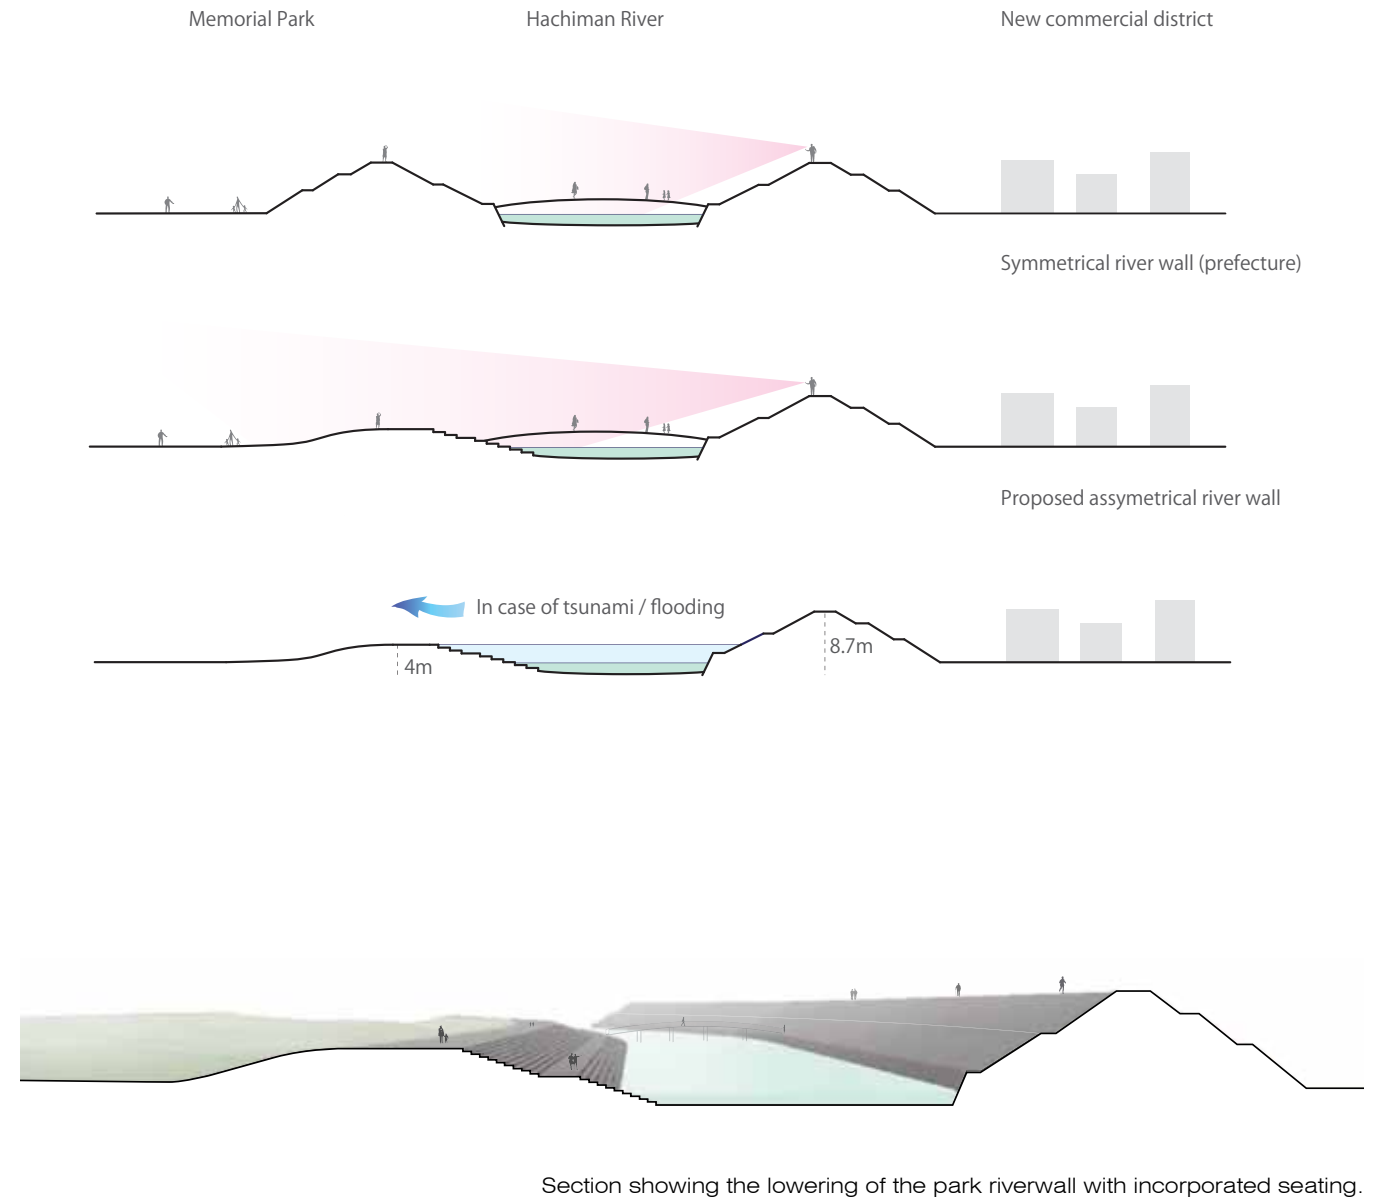 Memorial Park
Hachiman River
New commercial district
Symmetrical river wall (prefecture)
Proposed assymetrical river wall
In case of tsunami / flooding
8.7m
4m
Section showing the lowering of the park riverwall with incorporated seating.